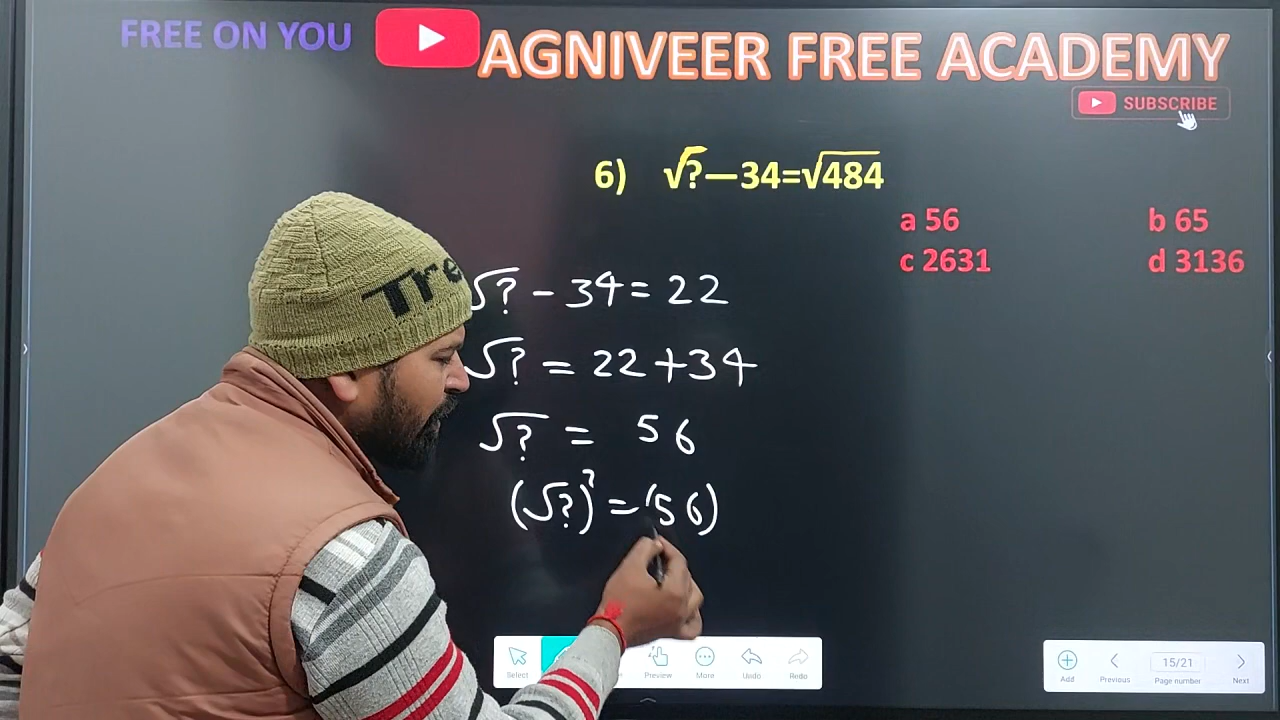 FREE ON YOU
AGNIVEER FREE ACADEMY
SUBSCRIBE
6) √?—34=√484
a 56 b 65
c 2631 d 3136
√? - 34 = 22
√? = 22 + 34
√? = 56
(√?)² = (56)
Tre
Select Preview More Undo Redo
Add Previous 15/21 Page number Next